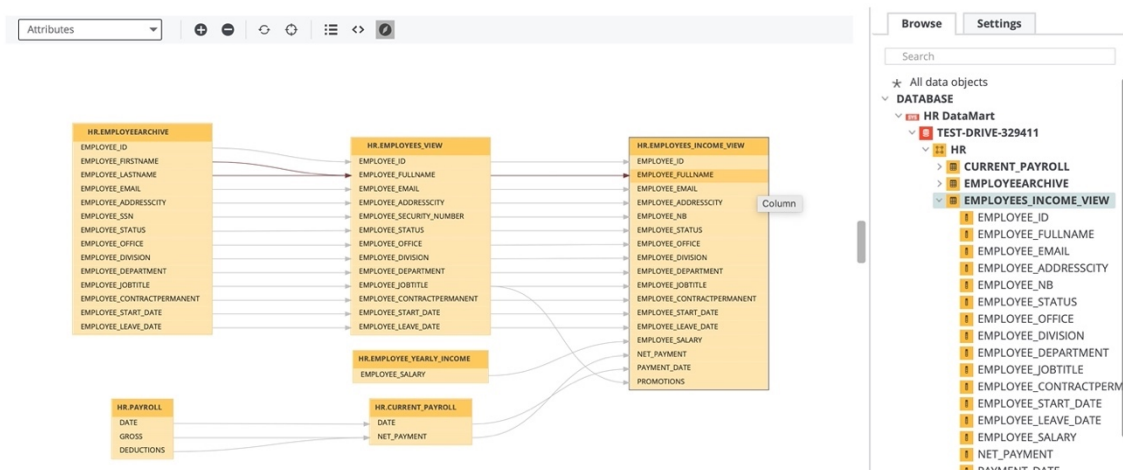 Attributes
HR.EMPLOYEEARCHIVE
EMPLOYEE_ID
EMPLOYEE_FIRSTNAME
EMPLOYEE_LASTNAME
EMPLOYEE_EMAIL
EMPLOYEE_ADDRESSCITY
EMPLOYEE_SSN
EMPLOYEE_STATUS
EMPLOYEE_OFFICE
EMPLOYEE_DIVISION
EMPLOYEE_DEPARTMENT
EMPLOYEE_JOBTITLE
EMPLOYEE_CONTRACTPERMANENT
EMPLOYEE_START_DATE
EMPLOYEE_LEAVE_DATE
HR.PAYROLL
DATE
GROSS
DEDUCTIONS
HR.EMPLOYEES_VIEW
EMPLOYEE_ID
EMPLOYEE_FULLNAME
EMPLOYEE_EMAIL
EMPLOYEE_ADDRESSCITY
EMPLOYEE_SECURITY_NUMBER
EMPLOYEE_STATUS
EMPLOYEE_OFFICE
EMPLOYEE_DIVISION
EMPLOYEE_DEPARTMENT
EMPLOYEE_JOBTITLE
EMPLOYEE_CONTRACTPERMANENT
EMPLOYEE_START_DATE
EMPLOYEE_LEAVE_DATE
HR.EMPLOYEE_YEARLY_INCOME
EMPLOYEE_SALARY
HR.CURRENT_PAYROLL
DATE
NET_PAYMENT
HR.EMPLOYEES_INCOME_VIEW
EMPLOYEE_ID
EMPLOYEE_FULLNAME
EMPLOYEE_EMAIL
EMPLOYEE_ADDRESSCITY
EMPLOYEE_NB
EMPLOYEE_STATUS
EMPLOYEE_OFFICE
EMPLOYEE_DIVISION
EMPLOYEE_DEPARTMENT
EMPLOYEE_JOBTITLE
EMPLOYEE_CONTRACTPERMANENT
EMPLOYEE_START_DATE
EMPLOYEE_LEAVE_DATE
EMPLOYEE_SALARY
NET_PAYMENT
PAYMENT_DATE
PROMOTIONS
Column
Browse Settings
Search
All data objects
DATABASE
HR DataMart
TEST-DRIVE-329411
HR
CURRENT_PAYROLL
EMPLOYEEARCHIVE
EMPLOYEES_INCOME_VIEW
EMPLOYEE_ID
EMPLOYEE_FULLNAME
EMPLOYEE_EMAIL
EMPLOYEE_ADDRESSCITY
EMPLOYEE_NB
EMPLOYEE_STATUS
EMPLOYEE_OFFICE
EMPLOYEE_DIVISION
EMPLOYEE_DEPARTMENT
EMPLOYEE_JOBTITLE
EMPLOYEE_CONTRACTPERM
EMPLOYEE_START_DATE
EMPLOYEE_LEAVE_DATE
EMPLOYEE_SALARY
NET_PAYMENT
PAYMENT_DATE